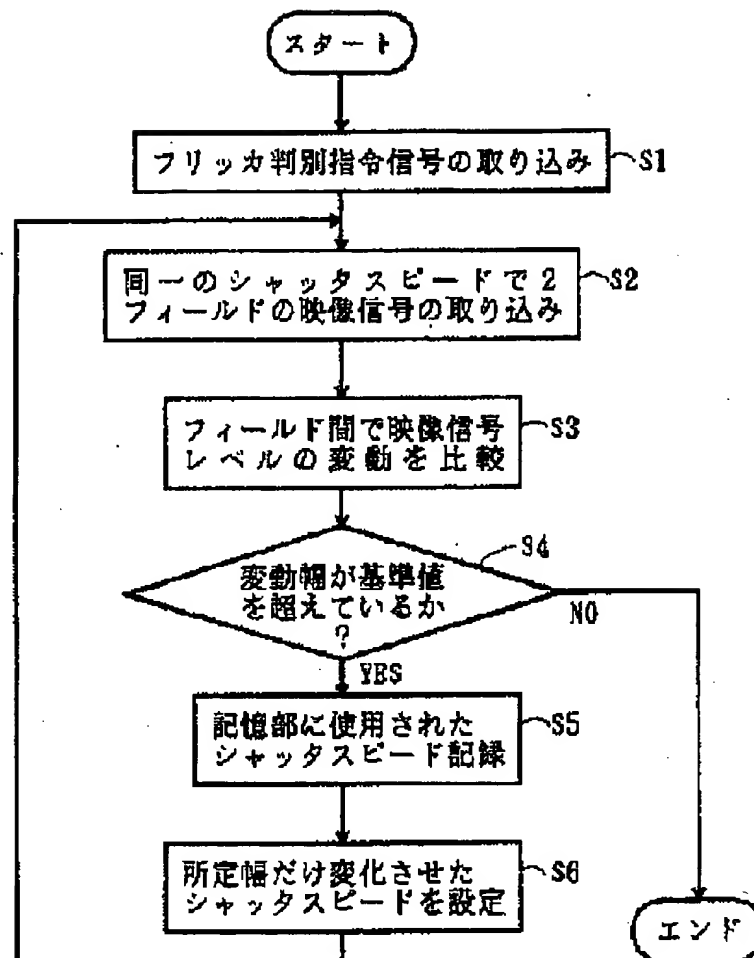 スタート
フリッカ判別指令信号の取り込み
S1
同一のシャッタスピードで2
フィールドの映像信号の取り込み
S2
フィールド間で映像信号
レベルの変動を比較
S3
変動幅が基準値
を超えているか
?
S4
NO
YES
記憶部に使用された
シャッタスピード記録
S5
所定幅だけ変化させた
シャッタスピードを設定
S6
エンド